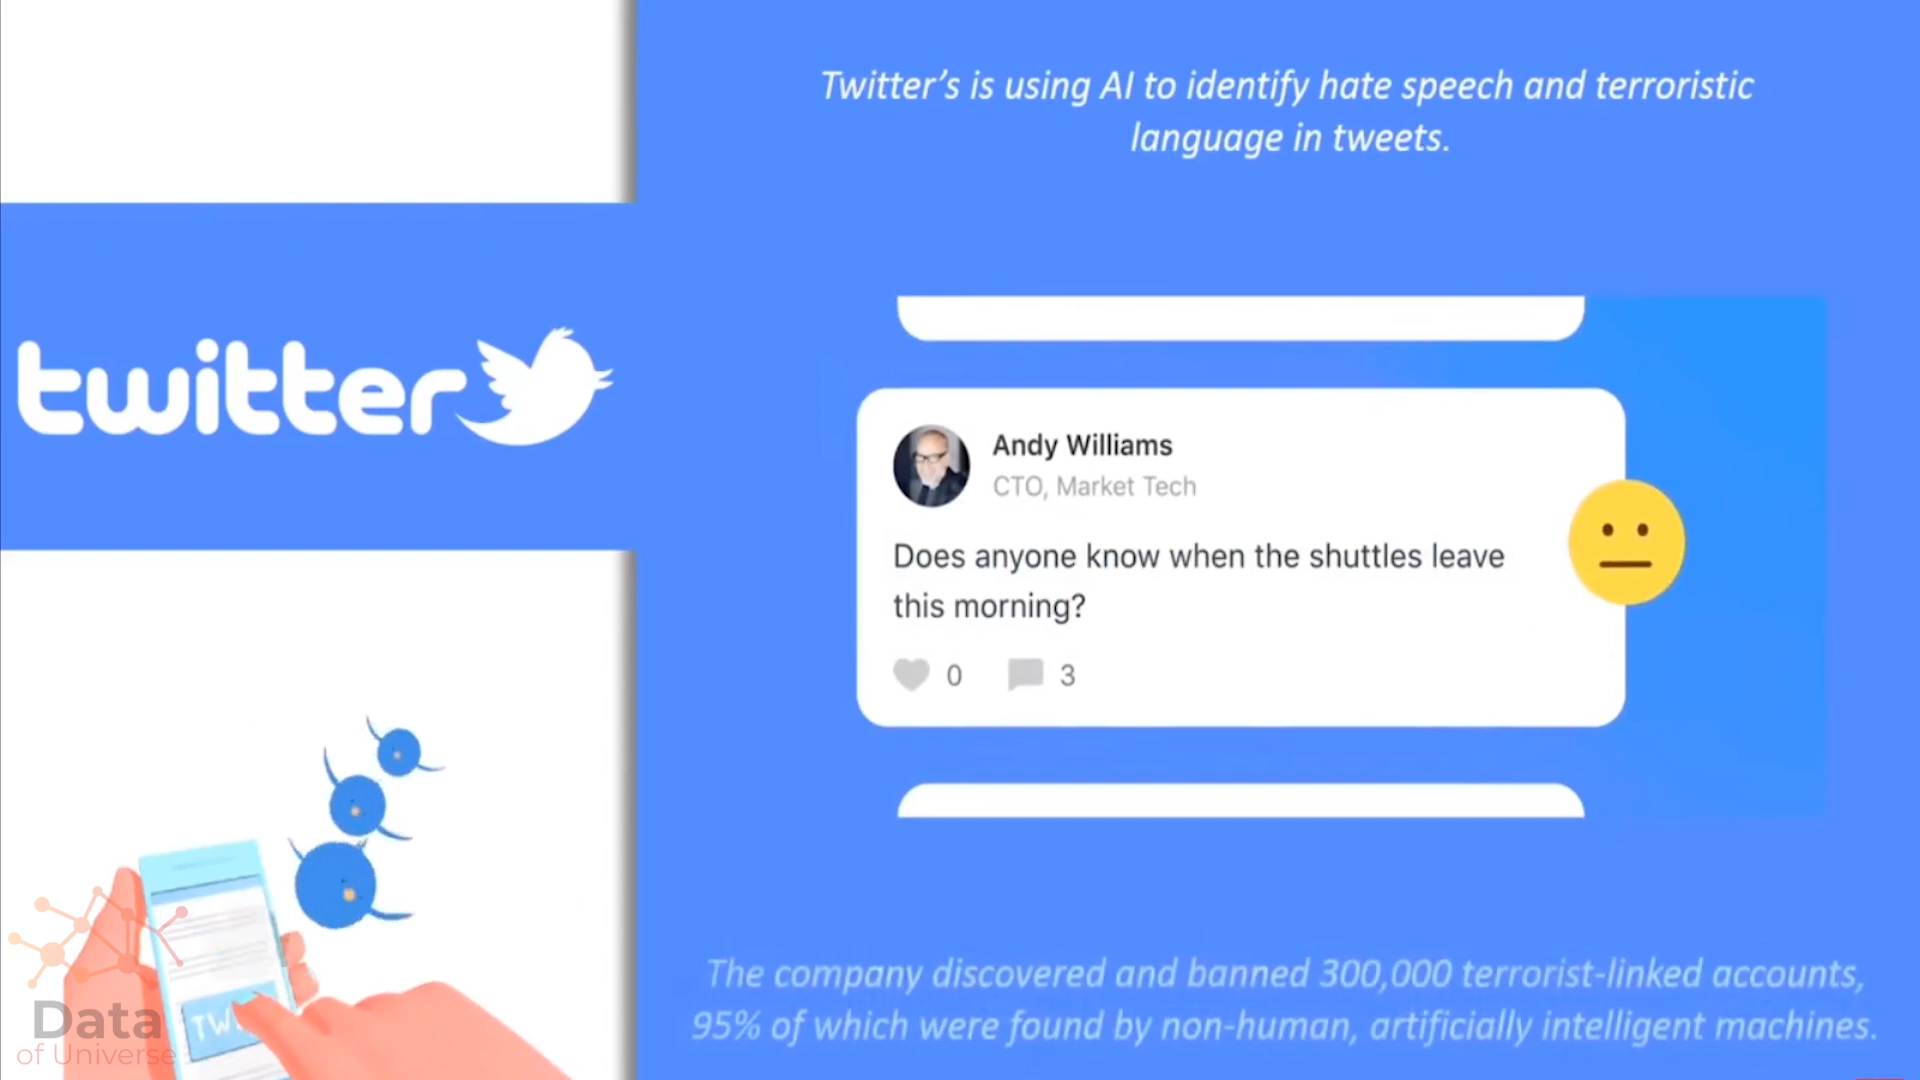 Twitter’s is using AI to identify hate speech and terroristic
language in tweets.
twitter
Andy Williams
CTO, Market Tech
Does anyone know when the shuttles leave
this morning?
0 3
TW
Data
of Universe
The company discovered and banned 300,000 terrorist-linked accounts,
95% of which were found by non-human, artificially intelligent machines.